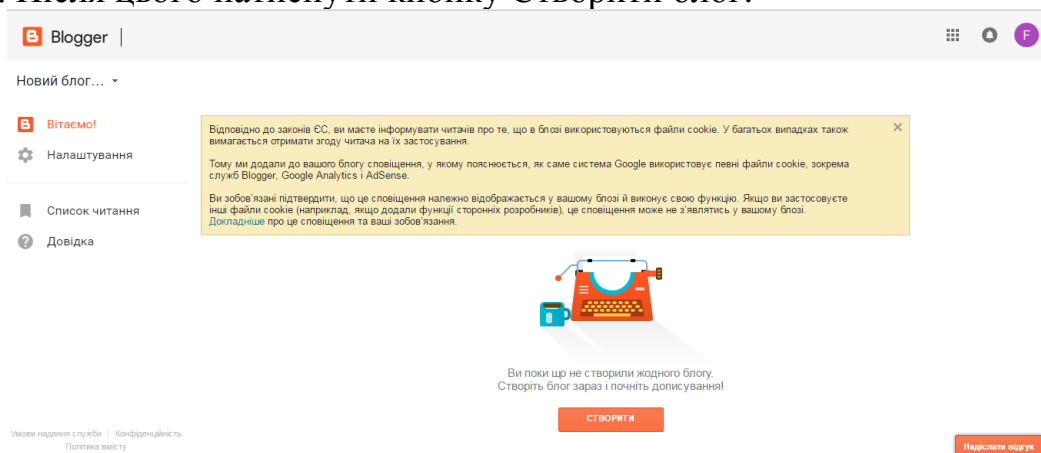 . Після цього натиснути кнопку Створити блог.
Blogger
F
Новий блог...
Вітаємо!
Налаштування
Список читання
Довідка
Відповідно до законів ЄС, ви маєте інформувати читачів про те, що в блозі використовуються файли cookie. У багатьох випадках також
вимагається отримати згоду читача на їх застосування.
Тому ми додали до вашого блогу сповіщення, у якому пояснюється, як саме система Google використовує певні файли cookie, зокрема
служб Blogger, Google Analytics і AdSense.
Ви зобов'язані підтвердити, що це сповіщення належно відображається у вашому блозі й виконує свою функцію. Якщо ви застосовуєте
інші файли cookie (наприклад, якщо додали функції сторонніх розробників), це сповіщення може не з'явитись у вашому блозі.
Докладніше про це сповіщення та ваші зобов'язання.
Ви поки що не створили жодного блогу.
Створіть блог зараз і почніть дописування!
СТВОРИТИ
Умови надання служби | Конфіденційність
Політика вмісту
Надіслати відгук